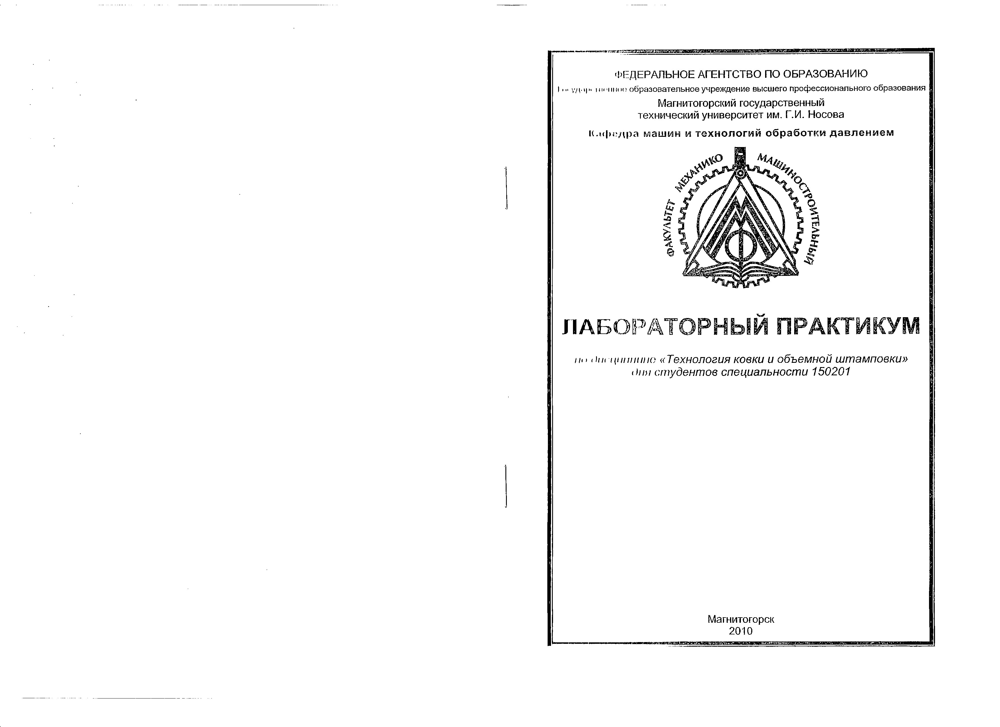 ФЕДЕРАЛЬНОЕ АГЕНТСТВО ПО ОБРАЗОВАНИЮ
Государственное образовательное учреждение высшего профессионального образования
Магнитогорский государственный
технический университет им. Г.И. Носова
Кафедра машин и технологий обработки давлением
ФАКУЛЬТЕТ МЕХАНИКО МАШИНОСТРОИТЕЛЬНЫЙ
ММФ
ЛАБОРАТОРНЫЙ ПРАКТИКУМ
по дисциплине «Технология ковки и объемной штамповки»
для студентов специальности 150201
Магнитогорск
2010